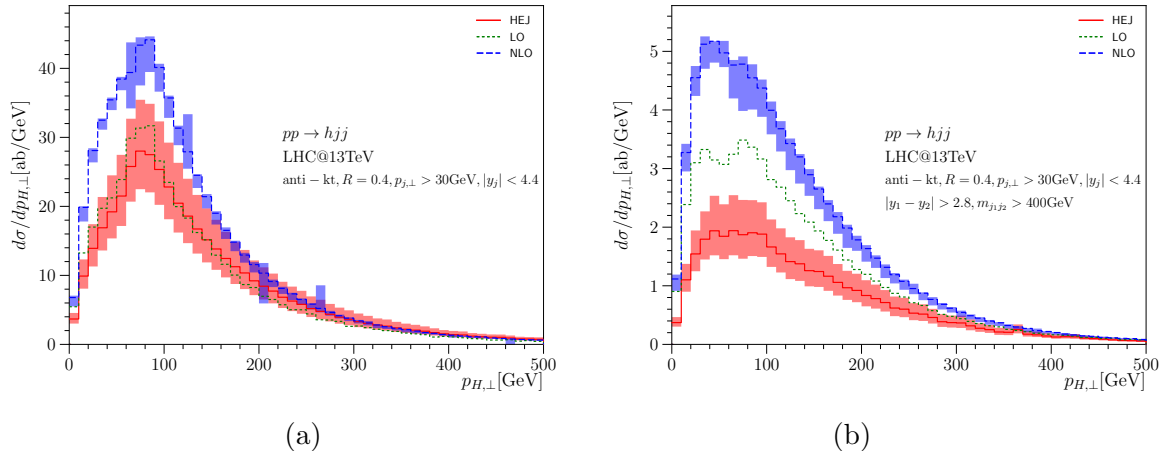 HEJ
LO
NLO
dσ/dp_{H,⊥}[ab/GeV]
40
30
20
10
0
pp → hjj
LHC@13TeV
anti − kt, R = 0.4, p_{j,⊥} > 30GeV, |y_j| < 4.4
0 100 200 300 400 500
p_{H,⊥}[GeV]
(a)
HEJ
LO
NLO
dσ/dp_{H,⊥}[ab/GeV]
5
4
3
2
1
0
pp → hjj
LHC@13TeV
anti − kt, R = 0.4, p_{j,⊥} > 30GeV, |y_j| < 4.4
|y_1 − y_2| > 2.8, m_{j_1j_2} > 400GeV
0 100 200 300 400 500
p_{H,⊥}[GeV]
(b)